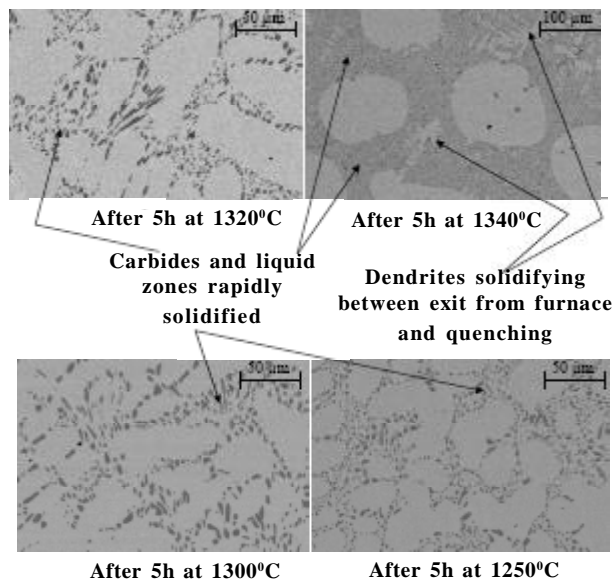 50 µm
100 µm
After 5h at 1320⁰C
After 5h at 1340⁰C
Carbides and liquid
zones rapidly
solidified
Dendrites solidifying
between exit from furnace
and quenching
50 µm
50 µm
After 5h at 1300⁰C
After 5h at 1250⁰C